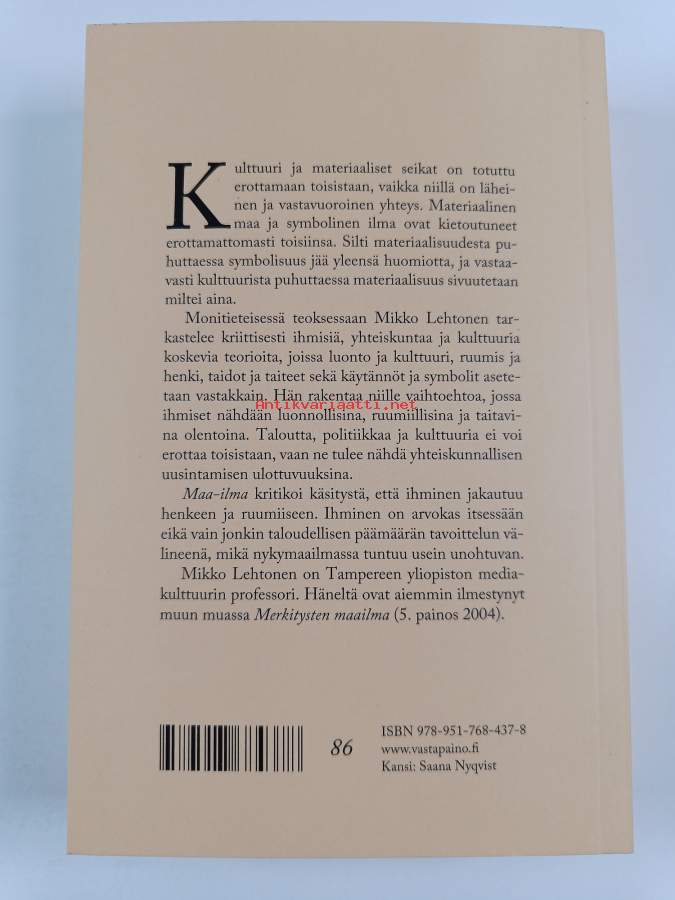 Kulttuuri ja materiaaliset seikat on totuttu
erottamaan toisistaan, vaikka niillä on lähei-
nen ja vastavuoroinen yhteys. Materiaalinen
maa ja symbolinen ilma ovat kietoutuneet
erottamattomasti toisiinsa. Silti materiaalisuudesta pu-
huttaessa symbolisuus jää yleensä huomiotta, ja vastaa-
vasti kulttuurista puhuttaessa materiaalisuus sivuutetaan
miltei aina.
Monitieteisessä teoksessaan Mikko Lehtonen tar-
kastelee kriittisesti ihmisiä, yhteiskuntaa ja kulttuuria
koskevia teorioita, joissa luonto ja kulttuuri, ruumis ja
henki, taidot ja taiteet sekä käytännöt ja symbolit asete-
taan vastakkain. Hän rakentaa niille vaihtoehtoa, jossa
Antikvariaatti.net
ihmiset nähdään luonnollisina, ruumiillisina ja taitavi-
na olentoina. Taloutta, politiikkaa ja kulttuuria ei voi
erottaa toisistaan, vaan ne tulee nähdä yhteiskunnallisen
uusintamisen ulottuvuuksina.
Maa-ilma kritikoi käsitystä, että ihminen jakautuu
henkeen ja ruumiiseen. Ihminen on arvokas itsessään
eikä vain jonkin taloudellisen päämäärän tavoittelun vä-
lineenä, mikä nykymaailmassa tuntuu usein unohtuvan.
Mikko Lehtonen on Tampereen yliopiston media-
kulttuurin professori. Häneltä ovat aiemmin ilmestynyt
muun muassa Merkitysten maailma (5. painos 2004).
86
ISBN 978-951-768-437-8
www.vastapaino.fi
Kansi: Saana Nyqvist